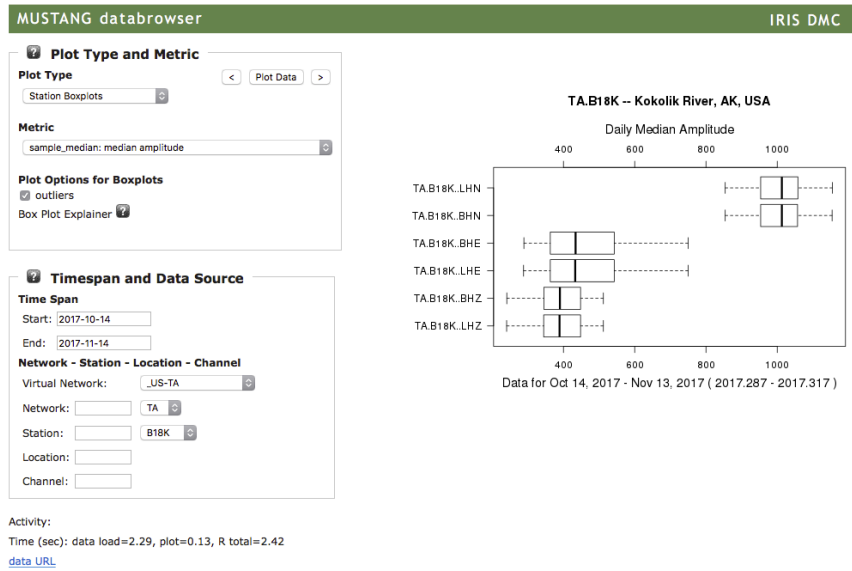 MUSTANG databrowser
IRIS DMC
? Plot Type and Metric
Plot Type
< Plot Data >
Station Boxplots
Metric
sample_median: median amplitude
Plot Options for Boxplots
outliers
Box Plot Explainer ?
? Timespan and Data Source
Time Span
Start: 2017-10-14
End: 2017-11-14
Network - Station - Location - Channel
Virtual Network: _US-TA
Network: TA
Station: B18K
Location:
Channel:
Activity:
Time (sec): data load=2.29, plot=0.13, R total=2.42
data URL
TA.B18K -- Kokolik River, AK, USA
Daily Median Amplitude
400 600 800 1000
TA.B18K..LHN
TA.B18K..BHN
TA.B18K..BHE
TA.B18K..LHE
TA.B18K..BHZ
TA.B18K..LHZ
400 600 800 1000
Data for Oct 14, 2017 - Nov 13, 2017 ( 2017.287 - 2017.317 )